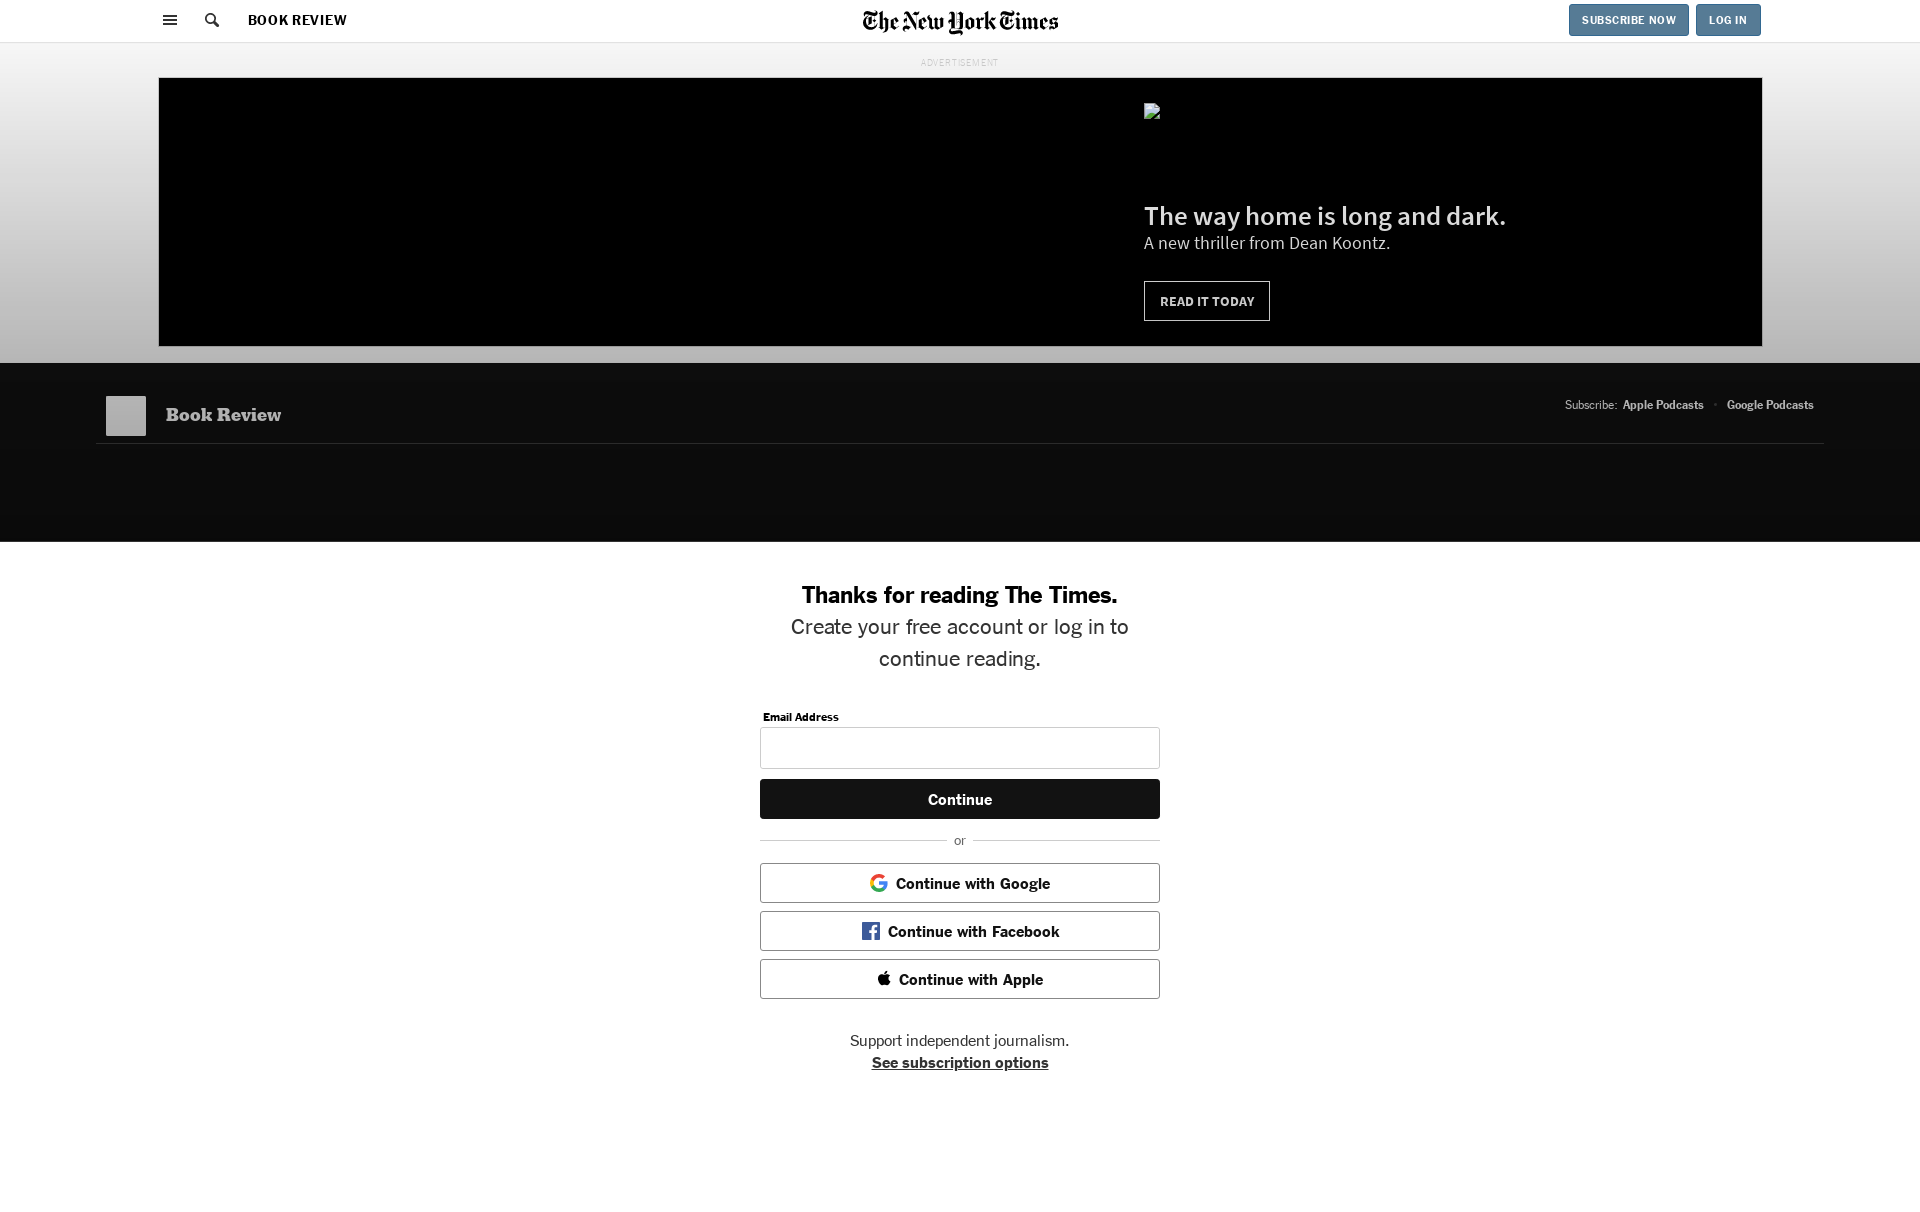 BOOK REVIEW
The New York Times
SUBSCRIBE NOW
LOG IN
ADVERTISEMENT
The way home is long and dark.
A new thriller from Dean Koontz.
READ IT TODAY
Book Review
Subscribe: Apple Podcasts • Google Podcasts
Thanks for reading The Times.
Create your free account or log in to
continue reading.
Email Address
Continue
or
Continue with Google
Continue with Facebook
Continue with Apple
Support independent journalism.
See subscription options